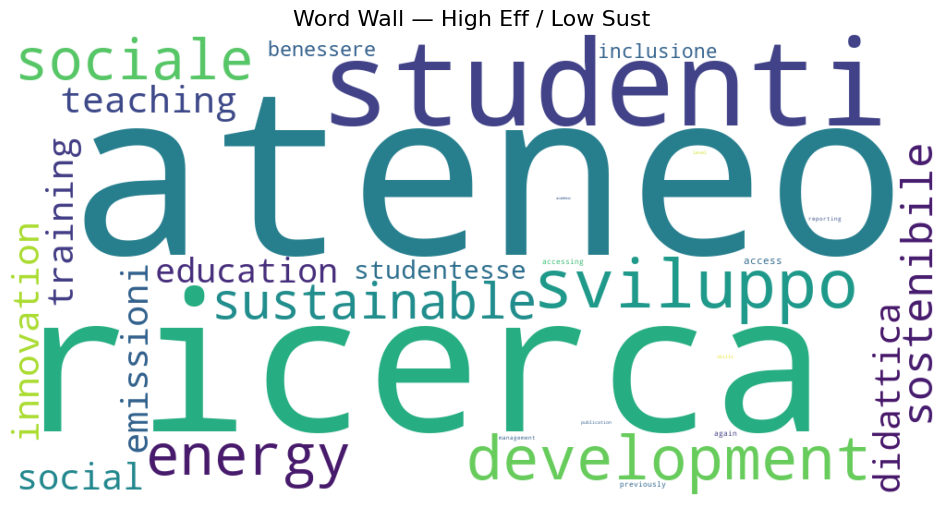 Word Wall — High Eff / Low Sust
sociale
benessere
studenti
inclusione
teaching
ateneo
training
sostenibile
reporting
innovation
emissioni
education
studentesse
accessing
access
sustainable
sviluppo
ricerca
didattica
publication
management
again
energy
development
social
previously